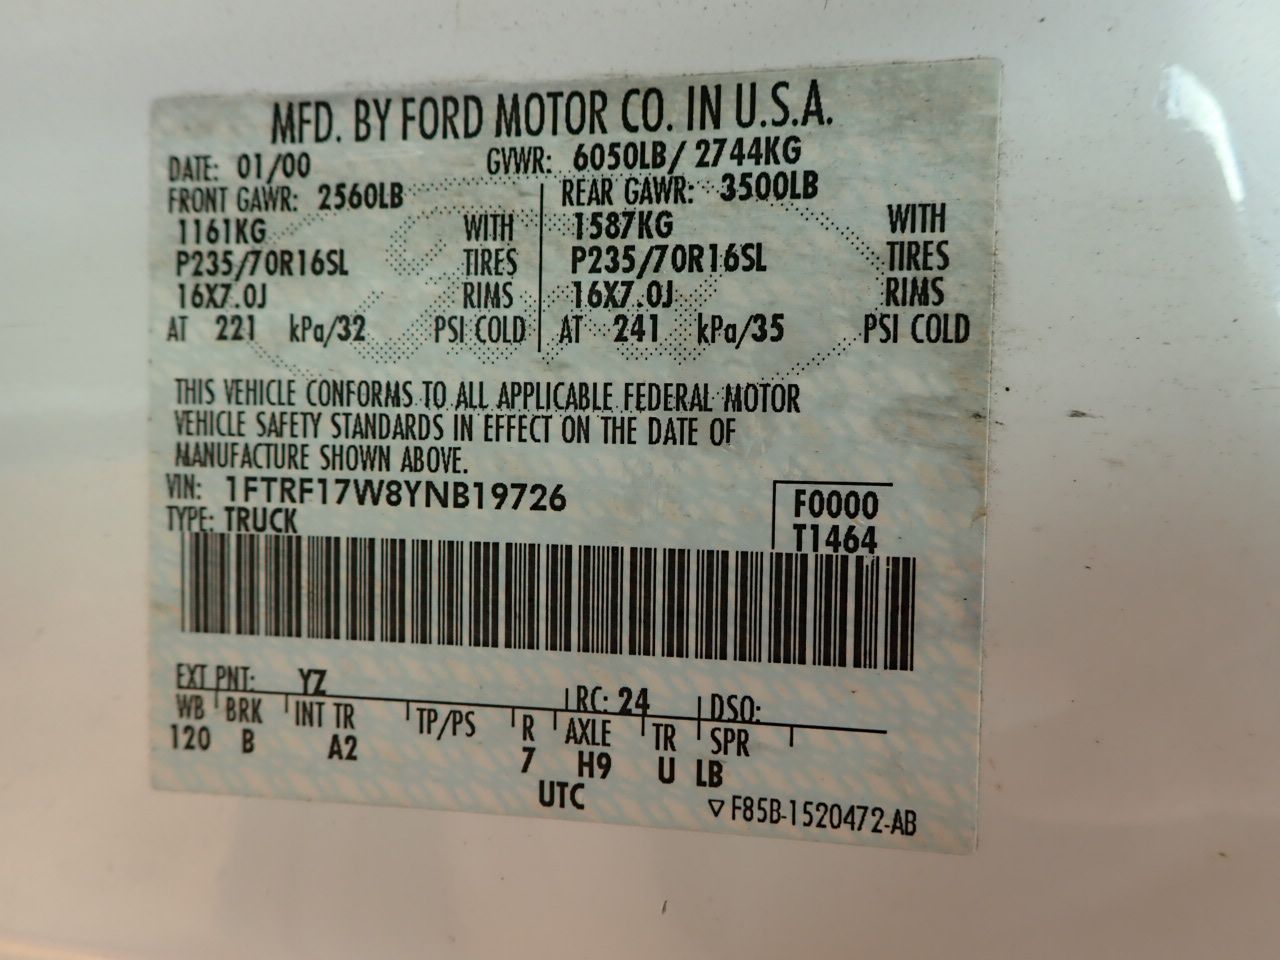 MFD. BY FORD MOTOR CO. IN U.S.A.
DATE: 01/00 GVWR: 6050LB/ 2744KG
FRONT GAWR: 2560LB REAR GAWR: 3500LB
1161KG WITH 1587KG WITH
P235/70R16SL TIRES P235/70R16SL TIRES
16X7.0J RIMS 16X7.0J RIMS
AT 221 kPa/32 PSI COLD AT 241 kPa/35 PSI COLD
THIS VEHICLE CONFORMS TO ALL APPLICABLE FEDERAL MOTOR
VEHICLE SAFETY STANDARDS IN EFFECT ON THE DATE OF
MANUFACTURE SHOWN ABOVE.
VIN: 1FTRF17W8YNB19726 F0000
TYPE: TRUCK T1464
EXT PNT: YZ RC: 24 DSO:
WB BRK INT TR TP/PS R AXLE TR SPR
120 B A2 7 H9 U LB
UTC F85B-1520472-AB